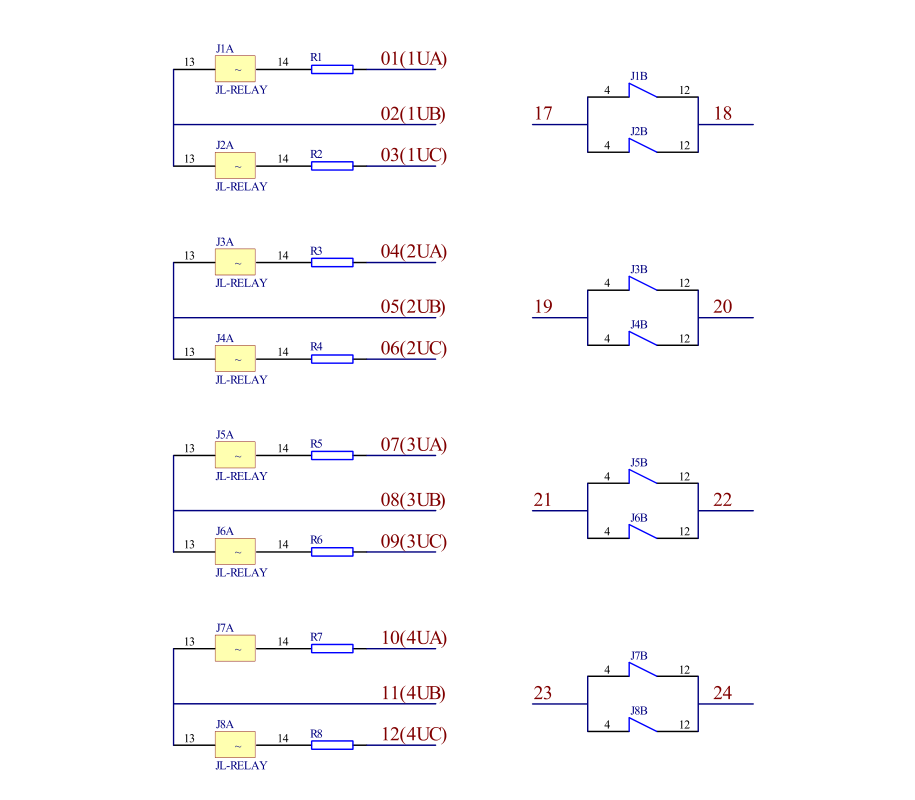 J1A
13 ~ 14 R1 01(1UA)
JL-RELAY
02(1UB)
J2A
13 ~ 14 R2 03(1UC)
JL-RELAY
J1B
4 12
17 18
J2B
4 12
J3A
13 ~ 14 R3 04(2UA)
JL-RELAY
05(2UB)
J4A
13 ~ 14 R4 06(2UC)
JL-RELAY
J3B
4 12
19 20
J4B
4 12
J5A
13 ~ 14 R5 07(3UA)
JL-RELAY
08(3UB)
J6A
13 ~ 14 R6 09(3UC)
JL-RELAY
J5B
4 12
21 22
J6B
4 12
J7A
13 ~ 14 R7 10(4UA)
JL-RELAY
11(4UB)
J8A
13 ~ 14 R8 12(4UC)
JL-RELAY
J7B
4 12
23 24
J8B
4 12